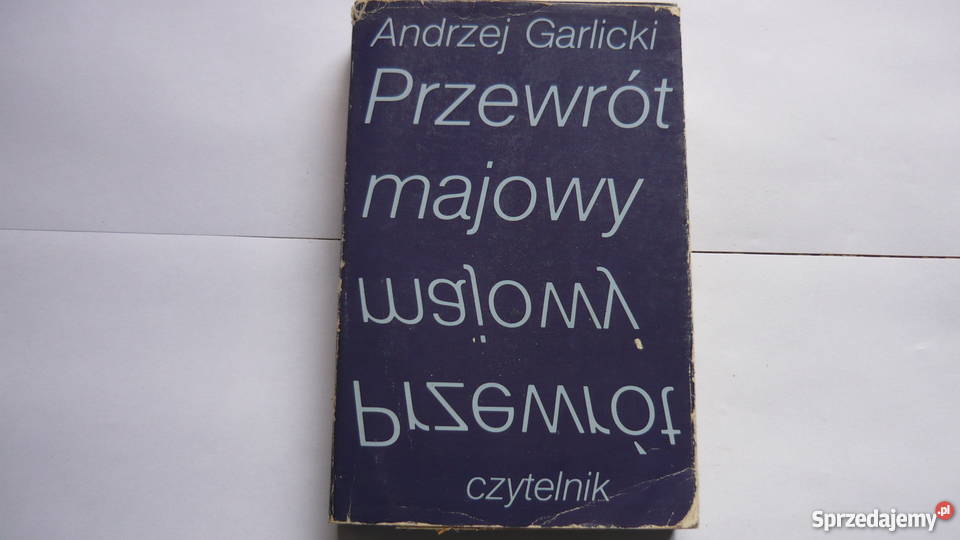 Andrzej Garlicki
Przewrót
majowy
majowy
Przewrót
czytelnik
Sprzedajemy.pl